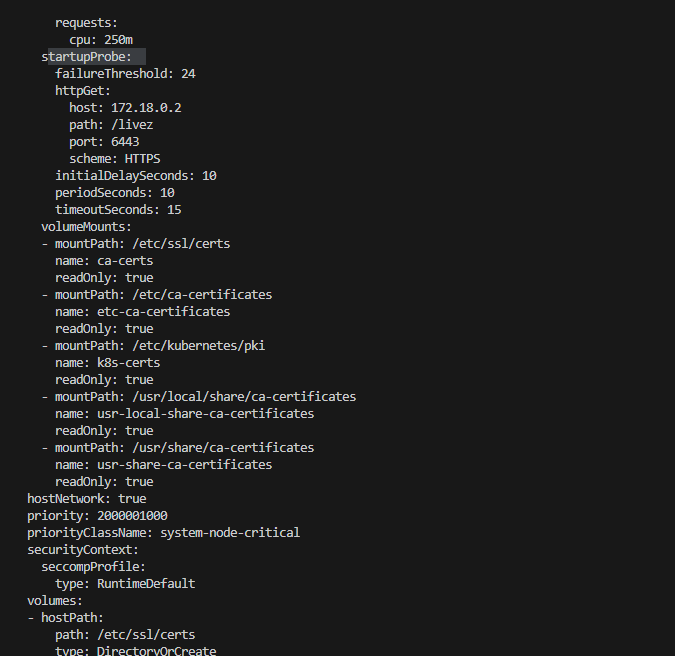 requests:
cpu: 250m
startupProbe:
failureThreshold: 24
httpGet:
host: 172.18.0.2
path: /livez
port: 6443
scheme: HTTPS
initialDelaySeconds: 10
periodSeconds: 10
timeoutSeconds: 15
volumeMounts:
- mountPath: /etc/ssl/certs
name: ca-certs
readOnly: true
- mountPath: /etc/ca-certificates
name: etc-ca-certificates
readOnly: true
- mountPath: /etc/kubernetes/pki
name: k8s-certs
readOnly: true
- mountPath: /usr/local/share/ca-certificates
name: usr-local-share-ca-certificates
readOnly: true
- mountPath: /usr/share/ca-certificates
name: usr-share-ca-certificates
readOnly: true
hostNetwork: true
priority: 2000001000
priorityClassName: system-node-critical
securityContext:
seccompProfile:
type: RuntimeDefault
volumes:
- hostPath:
path: /etc/ssl/certs
type: DirectoryOrCreate